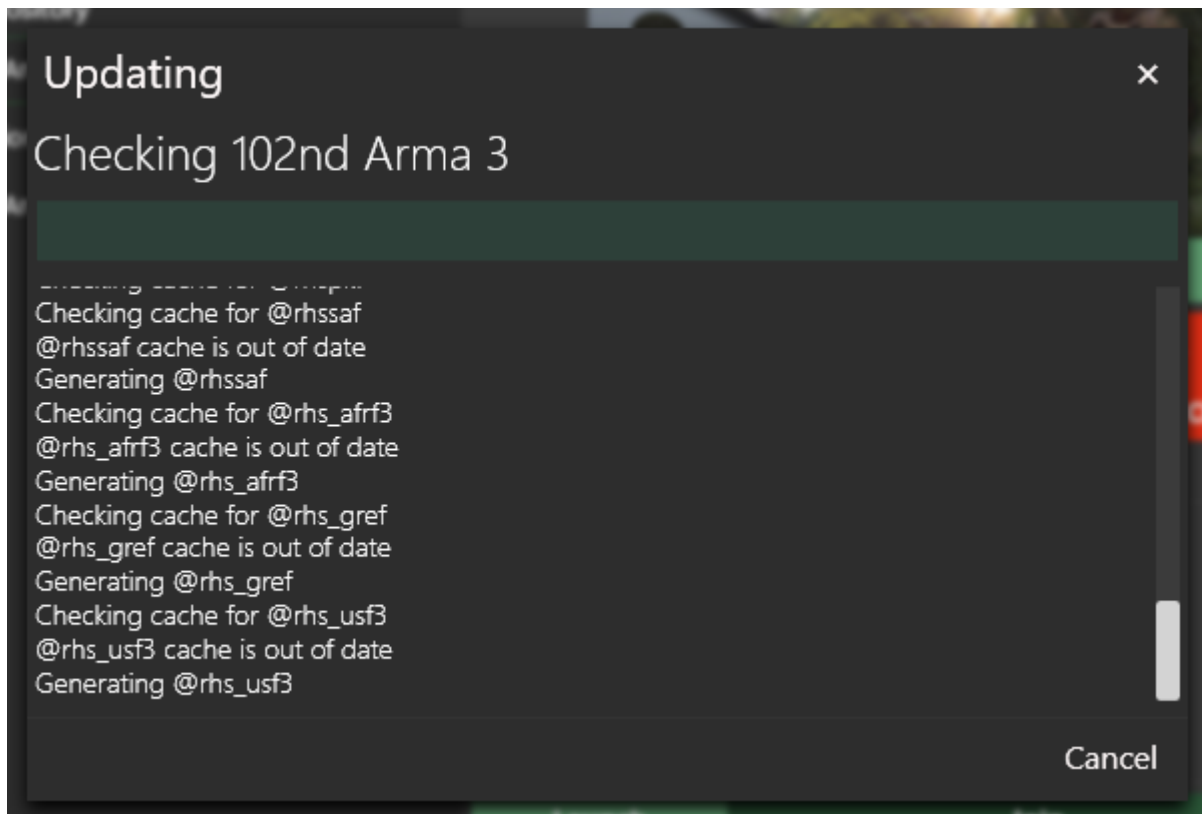 Updating
×
Checking 102nd Arma 3
Checking cache for @rhssaf
@rhssaf cache is out of date
Generating @rhssaf
Checking cache for @rhs_afrf3
@rhs_afrf3 cache is out of date
Generating @rhs_afrf3
Checking cache for @rhs_gref
@rhs_gref cache is out of date
Generating @rhs_gref
Checking cache for @rhs_usf3
@rhs_usf3 cache is out of date
Generating @rhs_usf3
Cancel